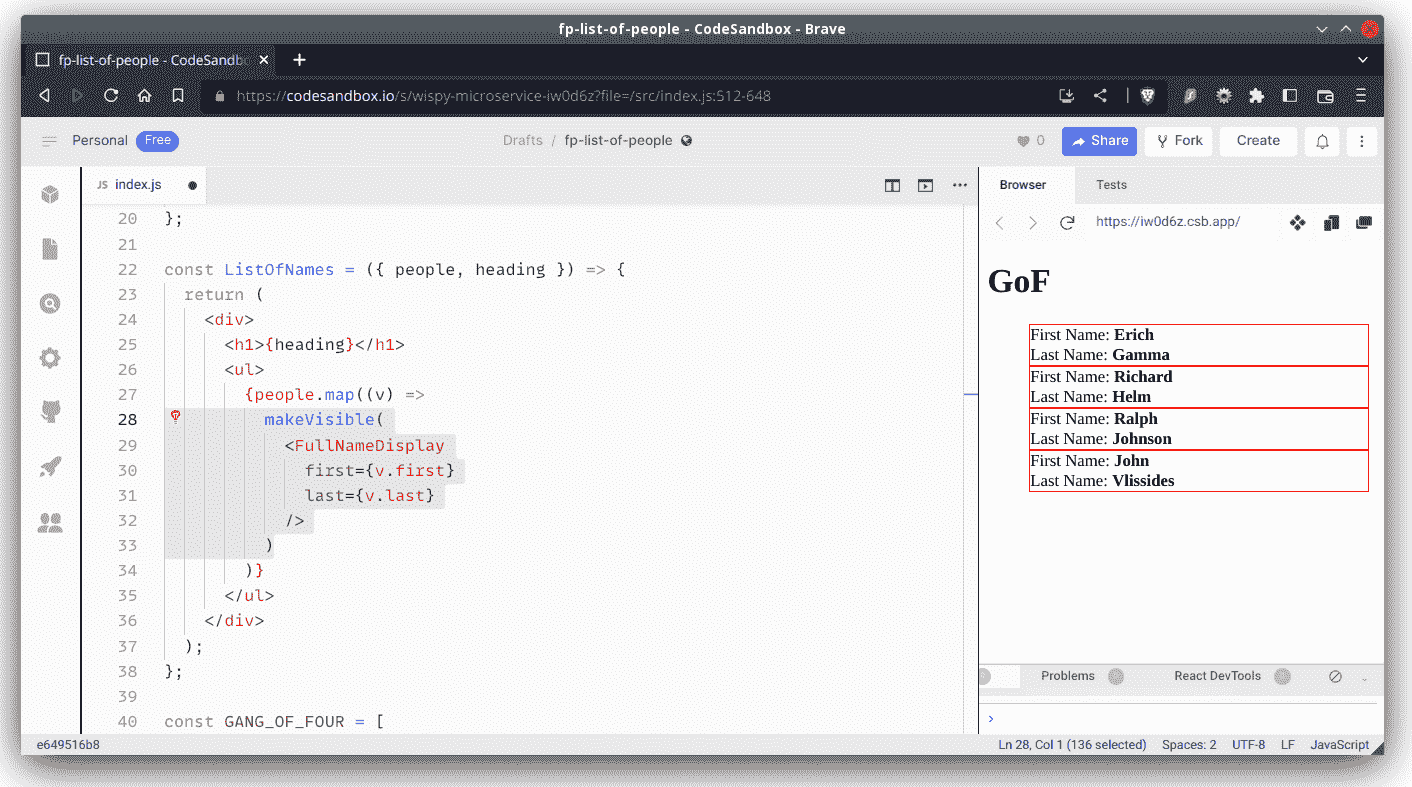 fp-list-of-people - CodeSandbox - Brave
fp-list-of-people - CodeSandb
https://codesandbox.io/s/wispy-microservice-iw0d6z?file=/src/index.js:512-648
Personal Free Drafts / fp-list-of-people 0 Share Fork Create
JS index.js
Browser Tests
https://iw0d6z.csb.app/
20 };
21
22 const ListOfNames = ({ people, heading }) => {
23 return (
24 <div>
25 <h1>{heading}</h1>
26 <ul>
27 {people.map((v) =>
28 makeVisible(
29 <FullNameDisplay
30 first={v.first}
31 last={v.last}
32 />
33 )
34 )}
35 </ul>
36 </div>
37 );
38 };
39
40 const GANG_OF_FOUR = [
GoF
First Name: Erich
Last Name: Gamma
First Name: Richard
Last Name: Helm
First Name: Ralph
Last Name: Johnson
First Name: John
Last Name: Vlissides
Problems React DevTools
›
e649516b8 Ln 28, Col 1 (136 selected) Spaces: 2 UTF-8 LF JavaScript